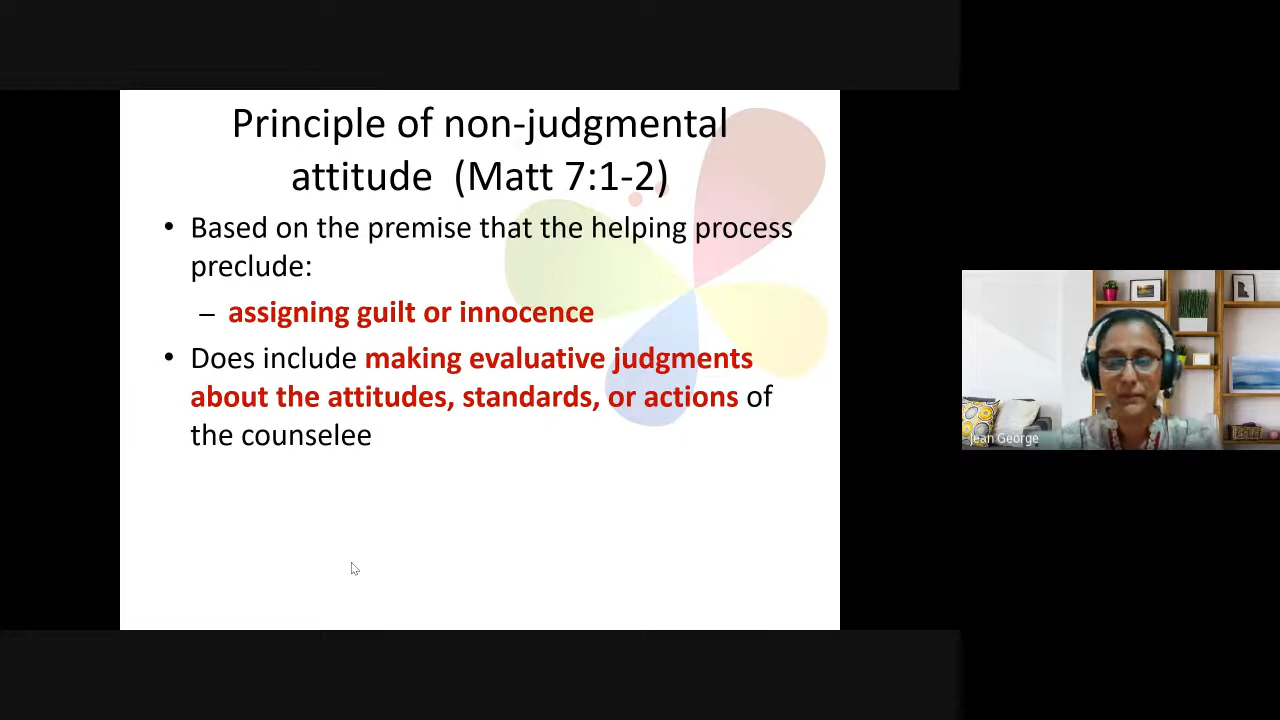 Principle of non-judgmental
attitude (Matt 7:1-2)
• Based on the premise that the helping process
preclude:
– assigning guilt or innocence
• Does include making evaluative judgments
about the attitudes, standards, or actions of
the counselee
Jean George